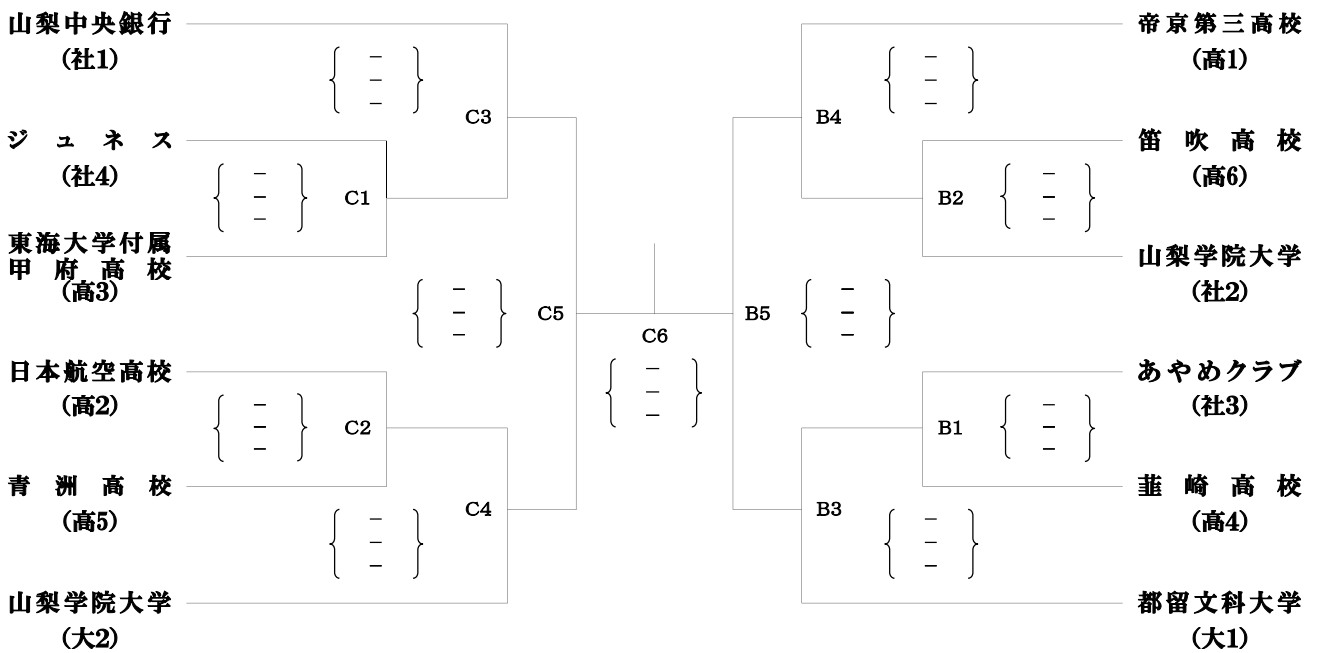 山梨中央銀行
(社1)
ジュネス
(社4)
東海大学付属
甲府高校
(高3)
日本航空高校
(高2)
青洲高校
(高5)
山梨学院大学
(大2)
C3
C1
C5
C2
C4
C6
B4
B2
B5
B1
B3
帝京第三高校
(高1)
笛吹高校
(高6)
山梨学院大学
(社2)
あやめクラブ
(社3)
韮崎高校
(高4)
都留文科大学
(大1)